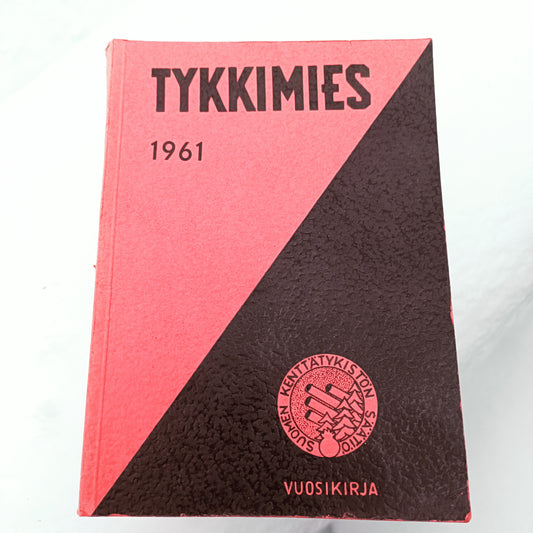 TYKKIMIES
1961
SUOMEN KENTTÄTYKISTÖN SÄÄTIÖ
VUOSIKIRJA